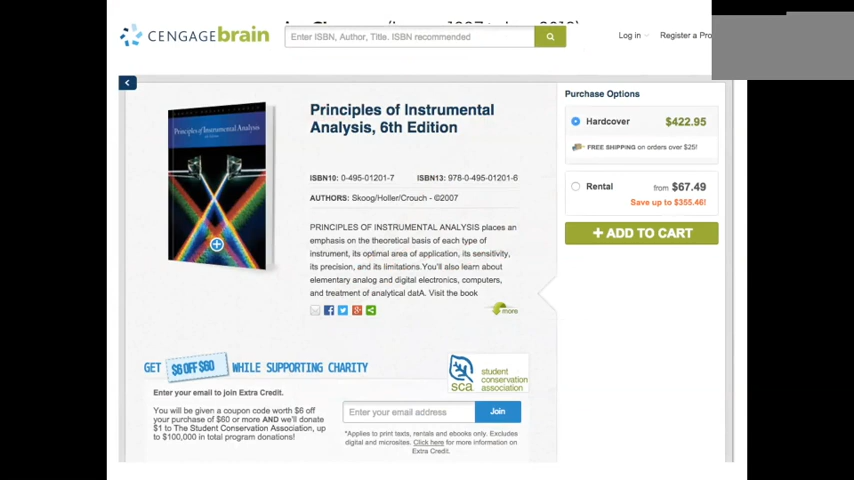 CENGAGEbrain
Enter ISBN, Author, Title. ISBN recommended
Log in
Register a Pro
<
Principles of Instrumental Analysis
Principles of Instrumental
Analysis, 6th Edition
ISBN10: 0-495-01201-7 ISBN13: 978-0-495-01201-6
AUTHORS: Skoog/Holler/Crouch - ©2007
PRINCIPLES OF INSTRUMENTAL ANALYSIS places an
emphasis on the theoretical basis of each type of
instrument, its optimal area of application, its sensitivity,
its precision, and its limitations.You'll also learn about
elementary analog and digital electronics, computers,
and treatment of analytical datA. Visit the book
more
Purchase Options
Hardcover $422.95
FREE SHIPPING on orders over $25!
Rental from $67.49
Save up to $355.46!
+ ADD TO CART
GET $6 OFF $60 WHILE SUPPORTING CHARITY
sca
student
conservation
association
Enter your email to join Extra Credit.
You will be given a coupon code worth $6 off
your purchase of $60 or more AND we'll donate
$1 to The Student Conservation Association, up
to $100,000 in total program donations!
Enter your email address Join
*Applies to print texts, rentals and ebooks only. Excludes
digital and microsites. Click here for more information on
Extra Credit.